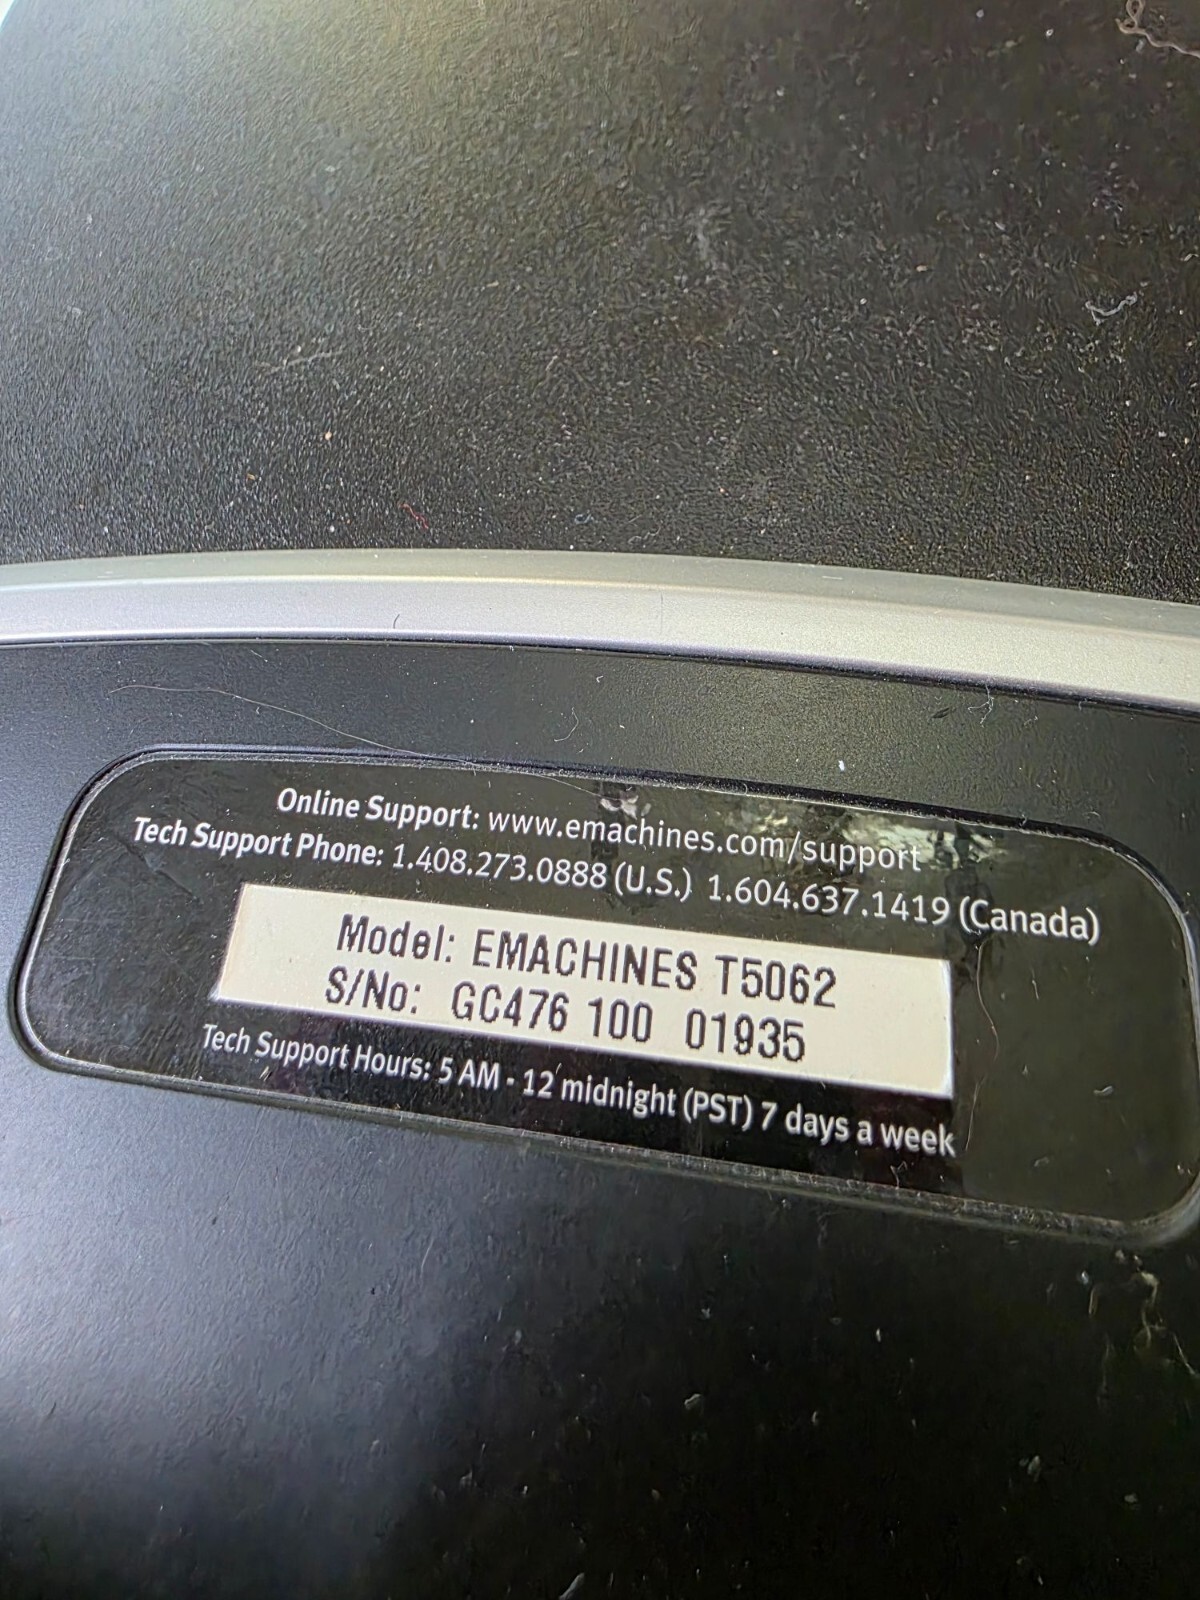 Online Support: www.emachines.com/support
Tech Support Phone: 1.408.273.0888 (U.S.) 1.604.637.1419 (Canada)
Model: EMACHINES T5062
S/No: GC476 100 01935
Tech Support Hours: 5 AM - 12 midnight (PST) 7 days a week